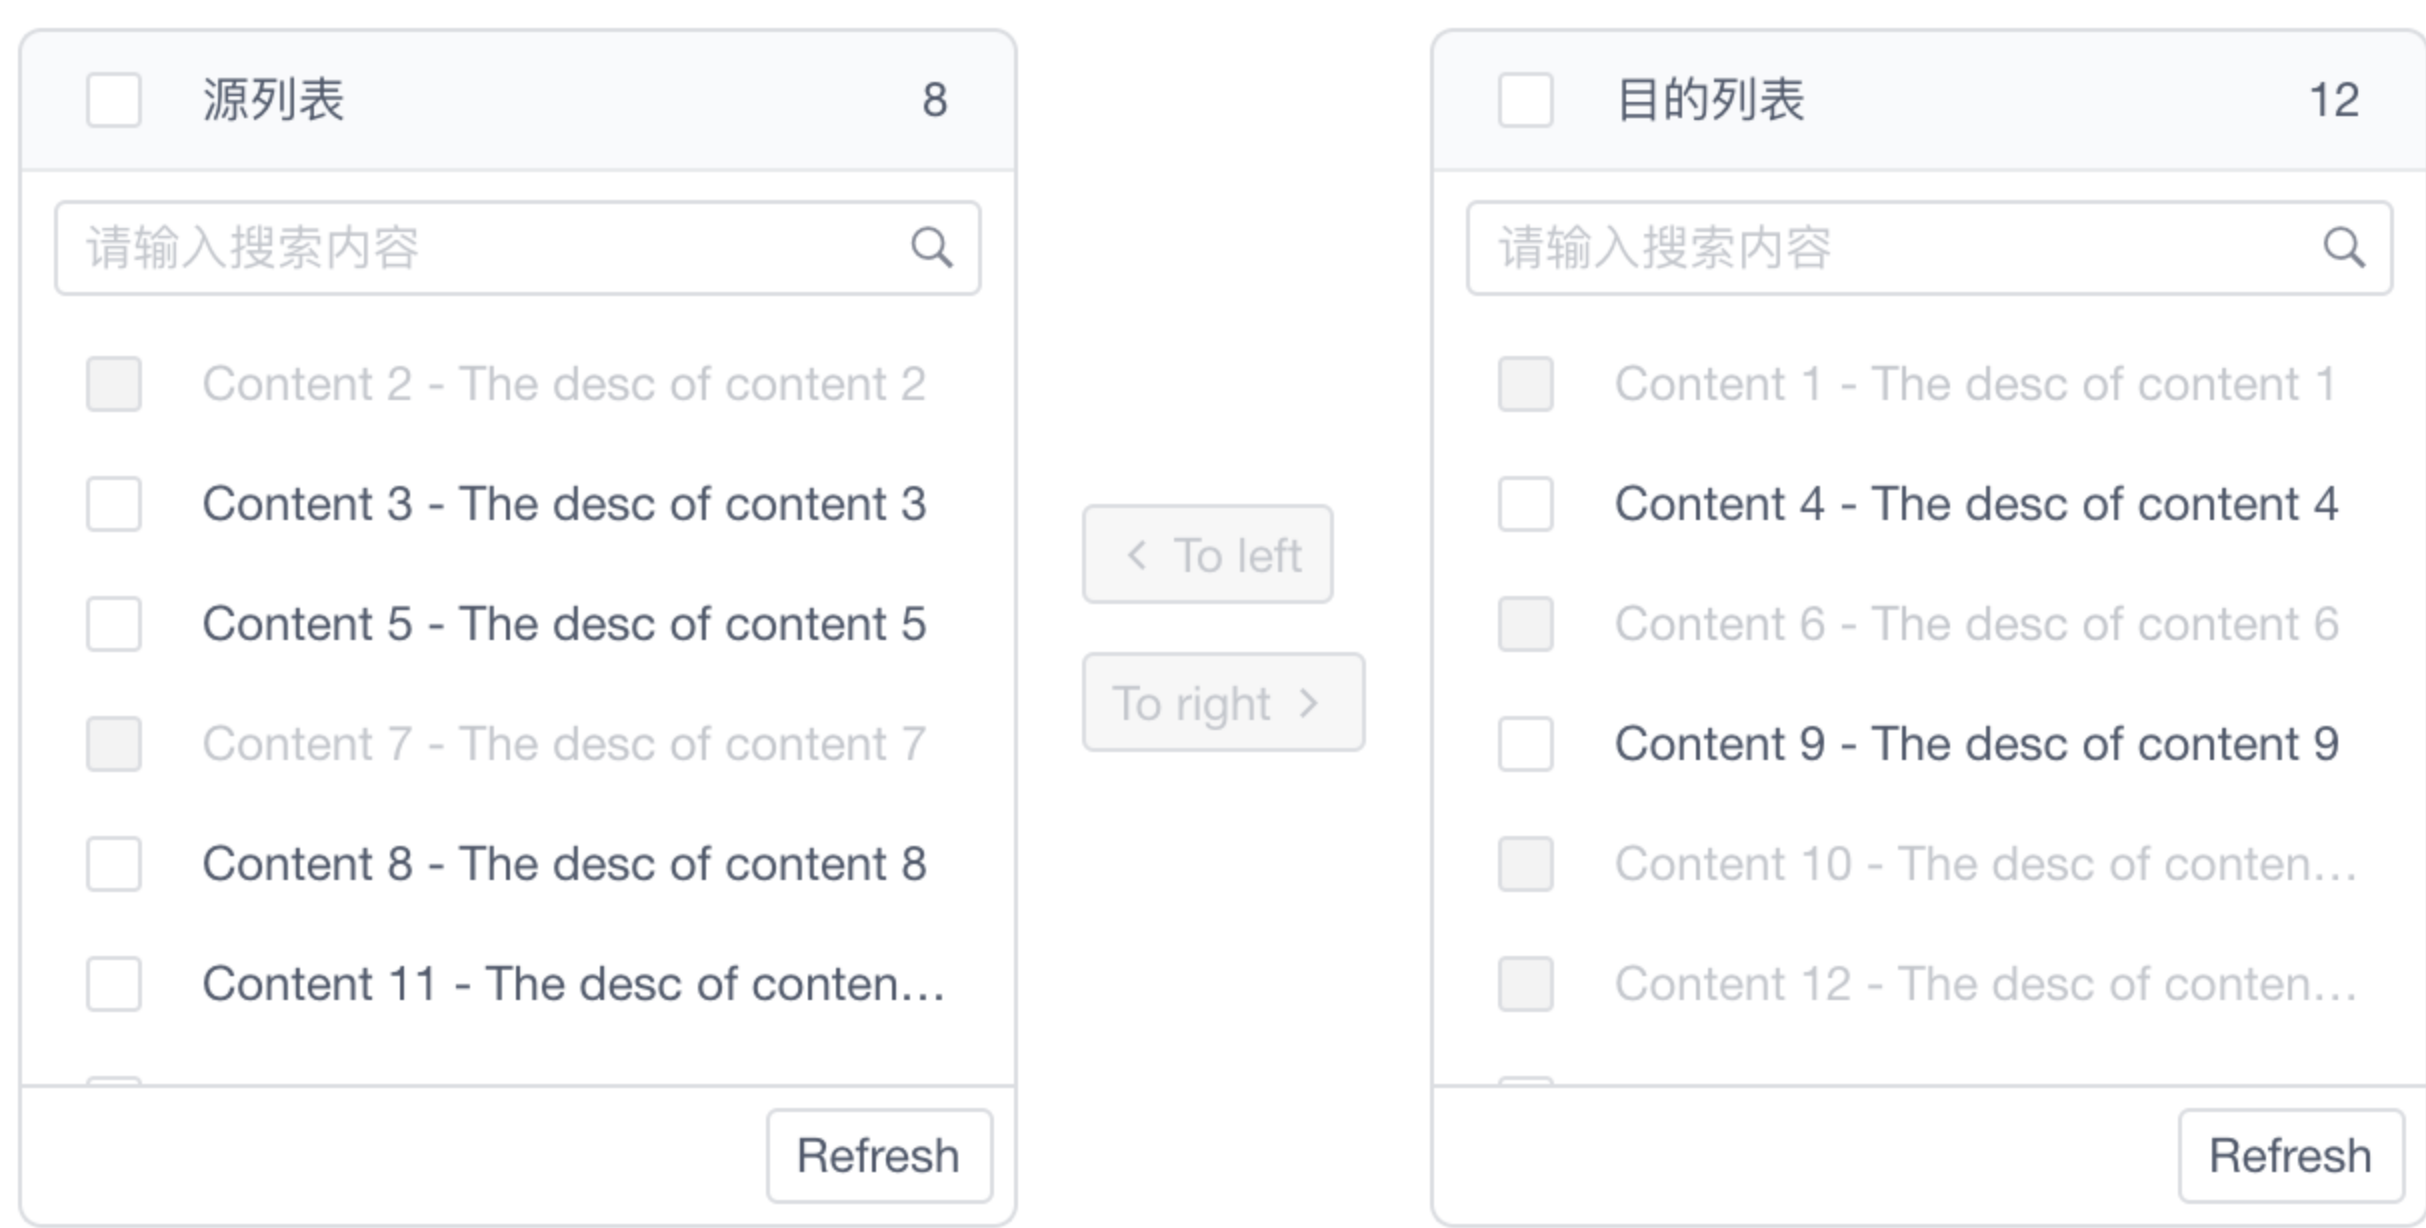 源列表 8
请输入搜索内容
Content 2 - The desc of content 2
Content 3 - The desc of content 3
Content 5 - The desc of content 5
Content 7 - The desc of content 7
Content 8 - The desc of content 8
Content 11 - The desc of conten...
Refresh
To left
To right
目的列表 12
请输入搜索内容
Content 1 - The desc of content 1
Content 4 - The desc of content 4
Content 6 - The desc of content 6
Content 9 - The desc of content 9
Content 10 - The desc of conten...
Content 12 - The desc of conten...
Refresh